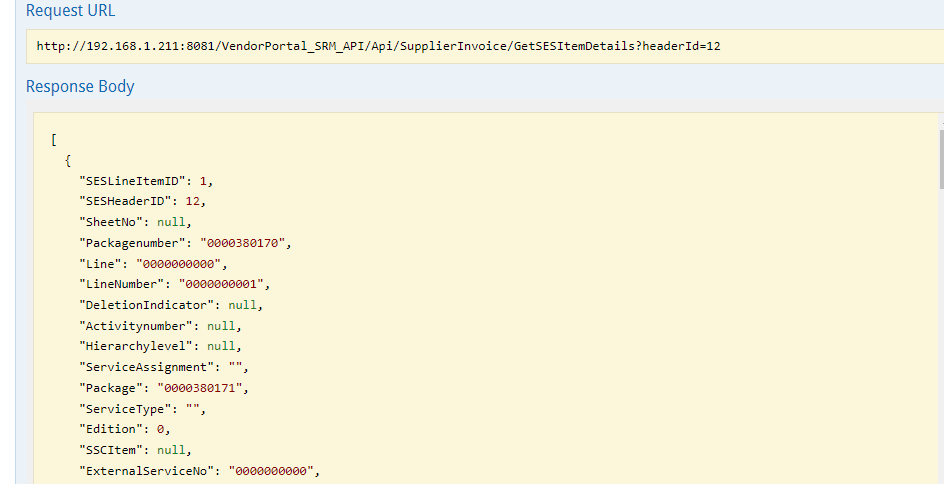 Request URL
http://192.168.1.211:8081/VendorPortal_SRM_API/Api/SupplierInvoice/GetSESItemDetails?headerId=12
Response Body
[
{
"SESLineItemID": 1,
"SESHeaderID": 12,
"SheetNo": null,
"Packagenumber": "0000380170",
"Line": "0000000000",
"LineNumber": "0000000001",
"DeletionIndicator": null,
"Activitynumber": null,
"Hierarchylevel": null,
"ServiceAssignment": "",
"Package": "0000380171",
"ServiceType": "",
"Edition": 0,
"SSCItem": null,
"ExternalServiceNo": "0000000000",